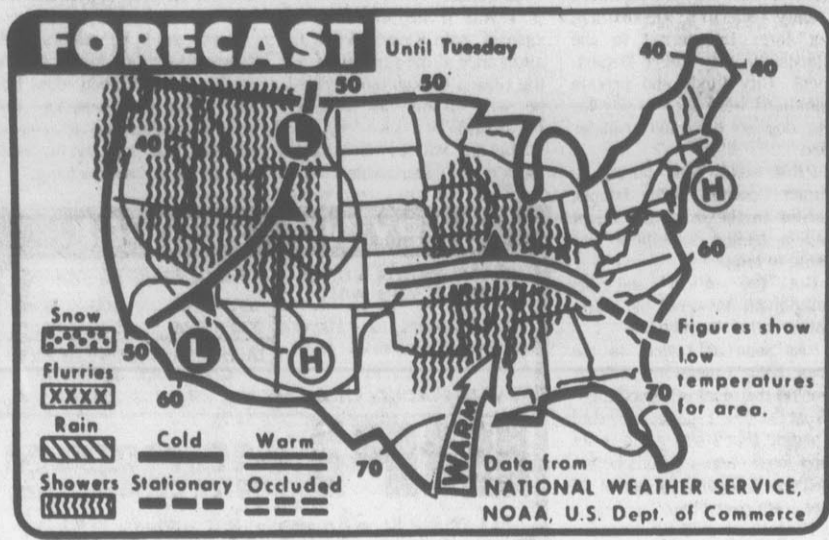 FORECAST Until Tuesday
50 50 40 40
L
40
H
60
Snow
50 L H
Figures show
low
temperatures
for area.
Flurries
XXXX
60
70
Rain Cold Warm
70 WARM
Data from
Showers Stationary Occluded
NATIONAL WEATHER SERVICE,
NOAA, U.S. Dept. of Commerce